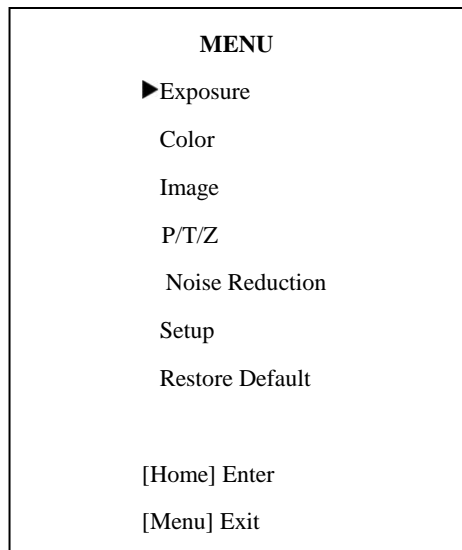 MENU
▶Exposure
Color
Image
P/T/Z
Noise Reduction
Setup
Restore Default
[Home] Enter
[Menu] Exit